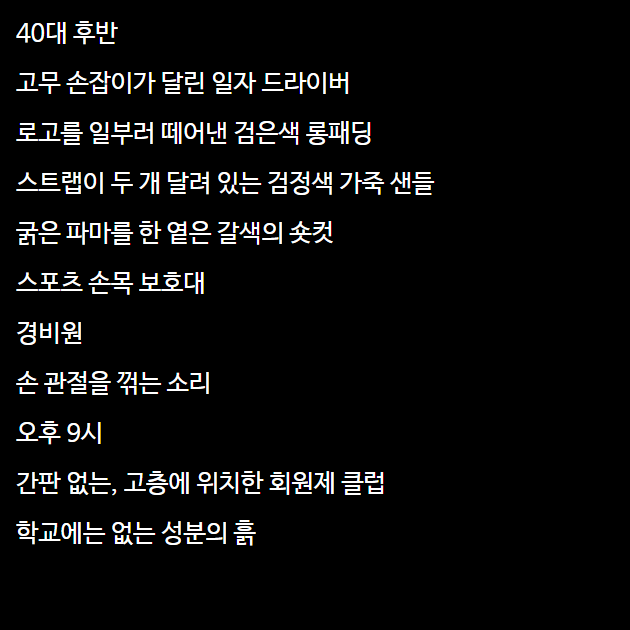 40대 후반
고무 손잡이가 달린 일자 드라이버
로고를 일부러 떼어낸 검은색 롱패딩
스트랩이 두 개 달려 있는 검정색 가죽 샌들
굵은 파마를 한 옅은 갈색의 숏컷
스포츠 손목 보호대
경비원
손 관절을 꺾는 소리
오후 9시
간판 없는, 고층에 위치한 회원제 클럽
학교에는 없는 성분의 흙